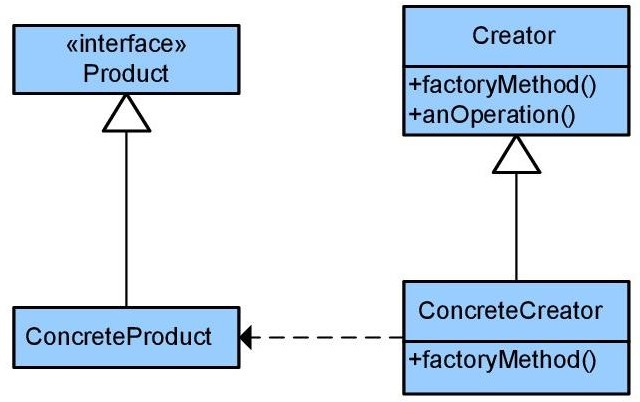 «interface»
Product
Creator
+factoryMethod()
+anOperation()
ConcreteProduct
ConcreteCreator
+factoryMethod()